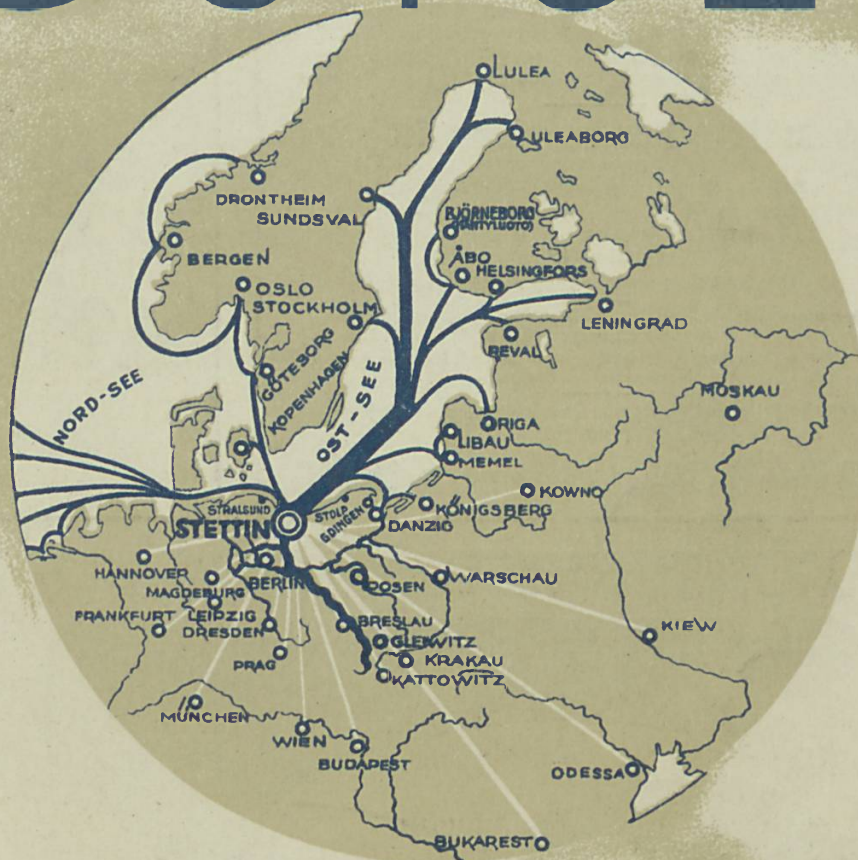 LULEA
ULEABORG
DRONTHEIM
SUNDSVAL
BJÖRNEBORG
BERGEN
ÅBO
HELSINGFORS
OSLO
STOCKHOLM
LENINGRAD
GÖTEBORG
KOPENHAGEN
REVAL
NORD-SEE
OST-SEE
MOSKAU
RIGA
LIBAU
MEMEL
KOWNO
STRALSUND
STETTIN
STOLP
GDINGEN
DANZIG
KÖNIGSBERG
HANNOVER
BERLIN
POSEN
WARSCHAU
MAGDEBURG
FRANKFURT
LEIPZIG
DRESDEN
BRESLAU
KIEW
GLEIWITZ
PRAG
KRAKAU
KATTOWITZ
MÜNCHEN
WIEN
BUDAPEST
ODESSA
BUKAREST